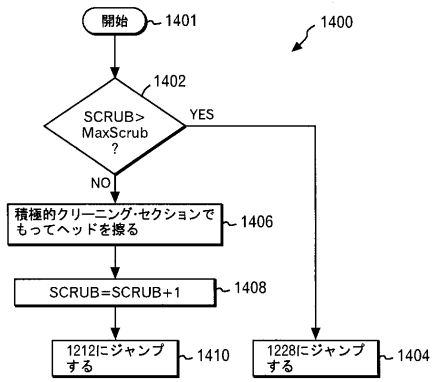 開始
1401
1400
1402
SCRUB>
MaxScrub
?
YES
NO
積極的クリーニング・セクションで
もってヘッドを擦る
1406
SCRUB=SCRUB+1
1408
1212にジャンプ
する
1410
1228にジャンプ
する
1404